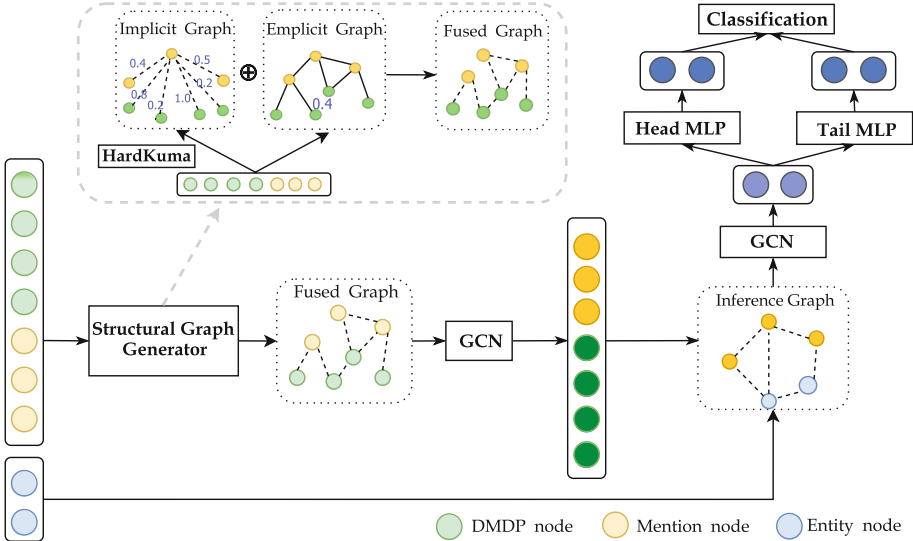 Classification
Implicit Graph
Emplicit Graph
Fused Graph
0.4
0.5
0.2
0.8
0.2
1.0
0.4
HardKuma
Head MLP
Tail MLP
GCN
Structural Graph
Generator
Fused Graph
GCN
Inference Graph
DMDP node
Mention node
Entity node